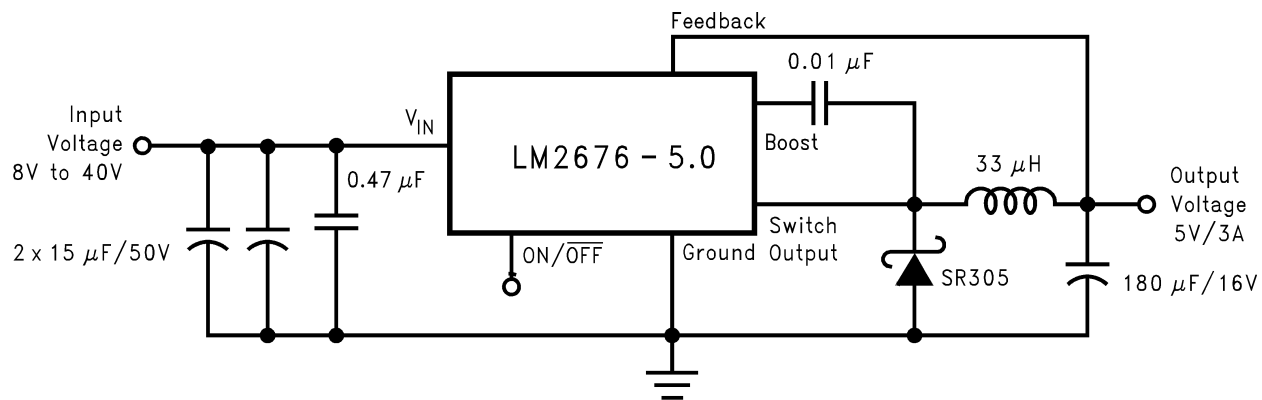 Feedback
0.01 μF
Input
Voltage
8V to 40V
VIN
LM2676 – 5.0
Boost
0.47 μF
33 μH
Output
Voltage
5V/3A
2 x 15 μF/50V
ON/OFF
Ground
Switch
Output
SR305
180 μF/16V